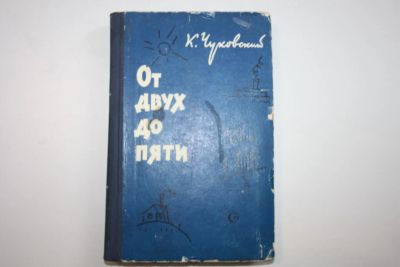 К. Чуковский
От
двух
до
пяти